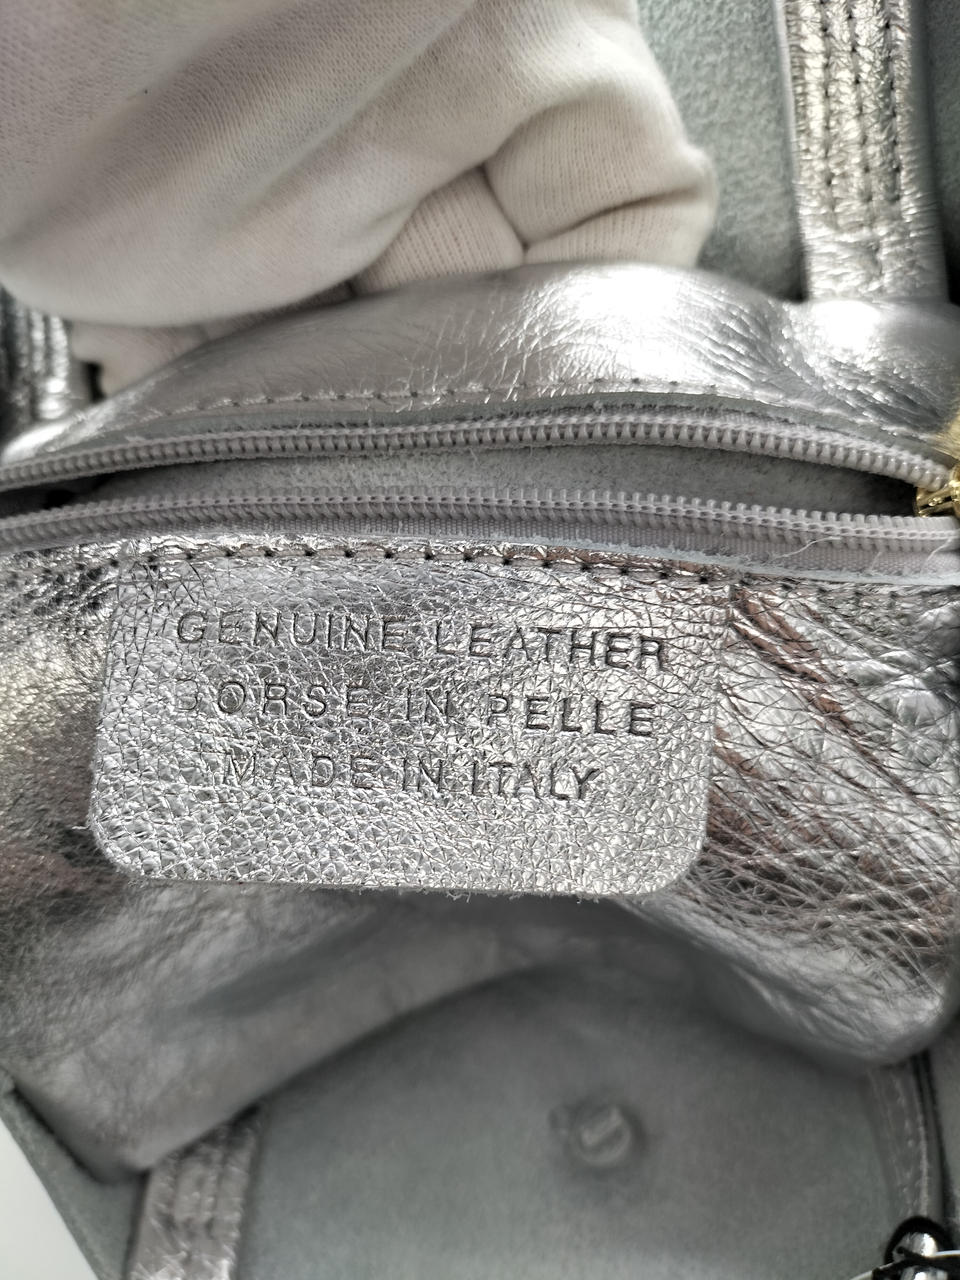 GENUINE LEATHER
BORSE IN PELLE
MADE IN ITALY